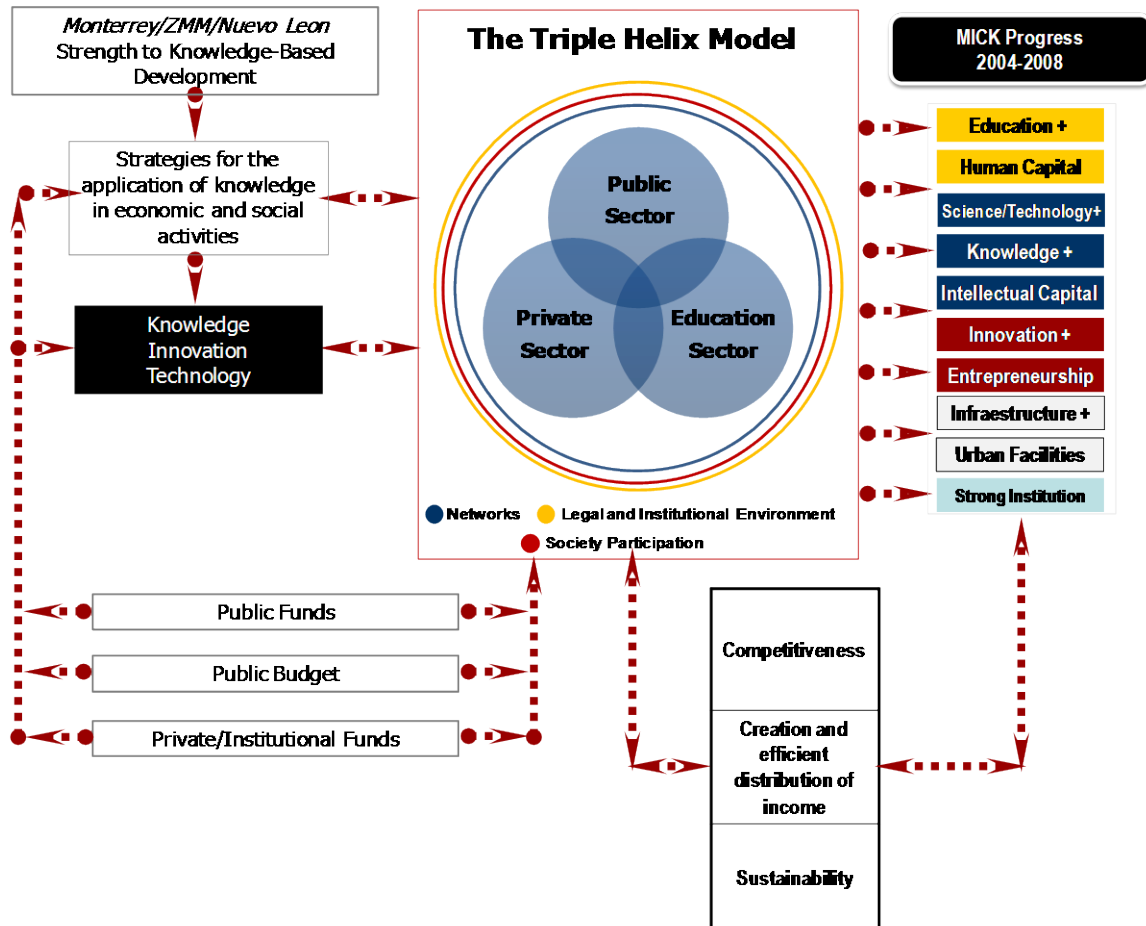 Monterrey/ZMM/Nuevo Leon
Strength to Knowledge-Based
Development
Strategies for the
application of knowledge
in economic and social
activities
Knowledge
Innovation
Technology
The Triple Helix Model
Public
Sector
Private
Sector
Education
Sector
Networks
Legal and Institutional Environment
Society Participation
MICK Progress
2004-2008
Education +
Human Capital
Science/Technology+
Knowledge +
Intellectual Capital
Innovation +
Entrepreneurship
Infraestructure +
Urban Facilities
Strong Institution
Public Funds
Public Budget
Private/Institutional Funds
Competitiveness
Creation and
efficient
distribution of
income
Sustainability